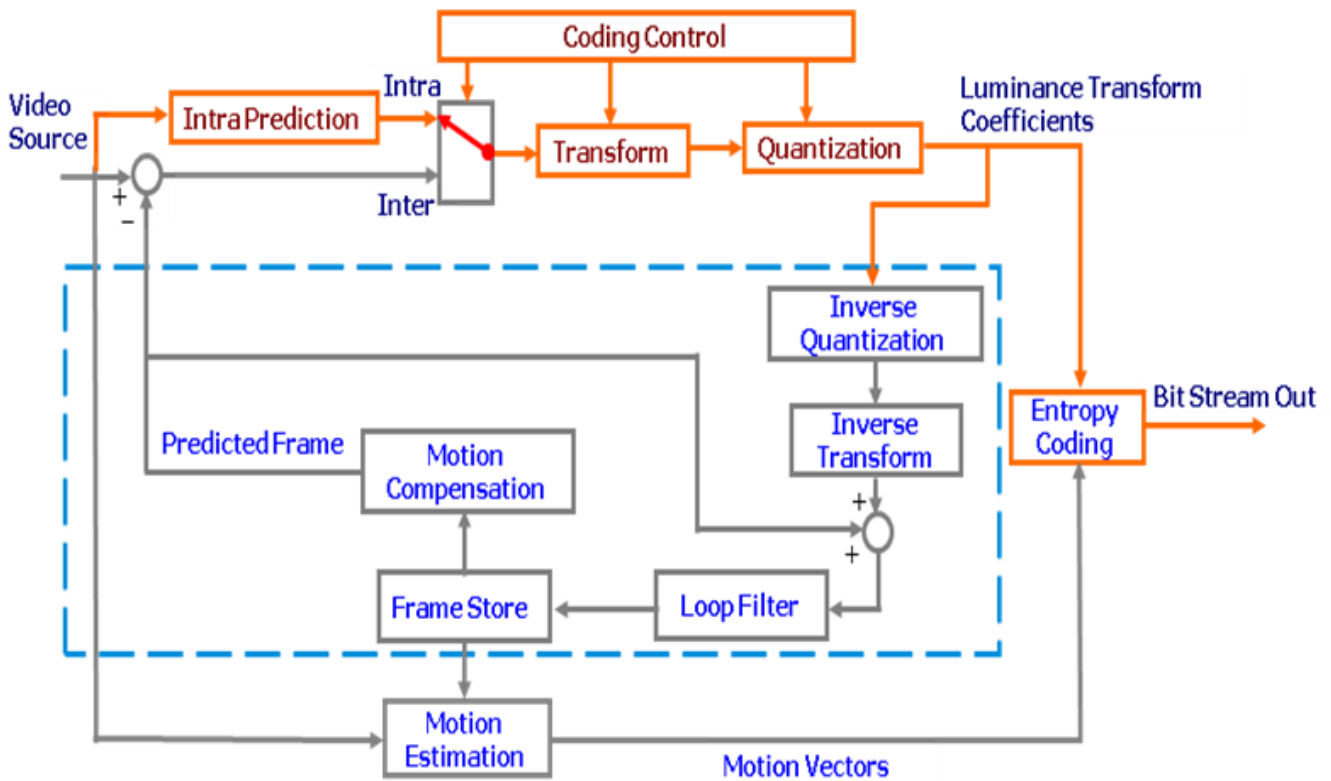 Coding Control
Video
Source
Intra Prediction
Intra
Transform
Quantization
Luminance Transform
Coefficients
+
−
Inter
Inverse
Quantization
Inverse
Transform
Entropy
Coding
Bit Stream Out
Predicted Frame
Motion
Compensation
+
+
Frame Store
Loop Filter
Motion
Estimation
Motion Vectors